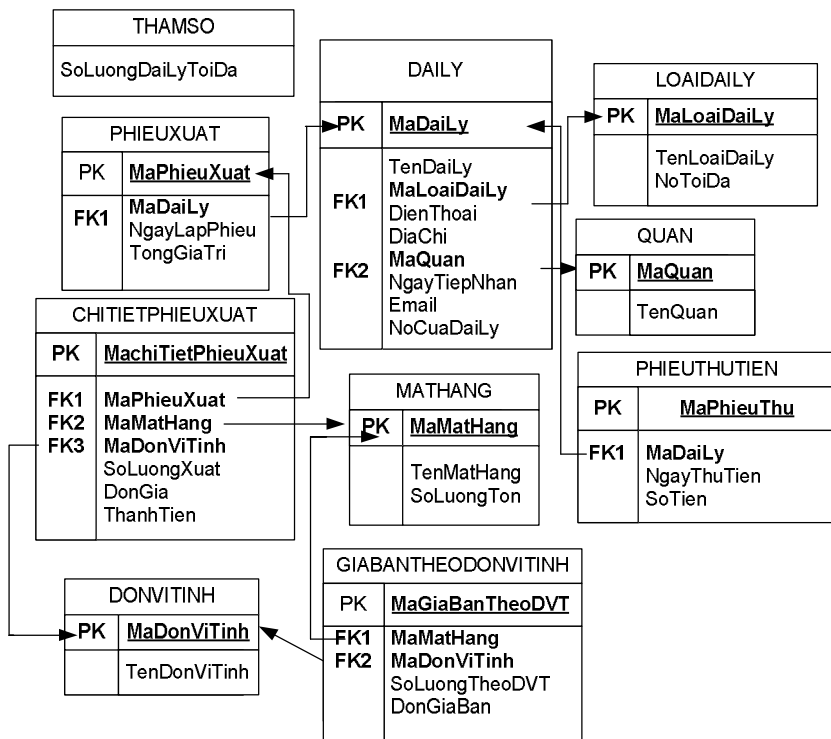 THAMSO
SoLuongDaiLyToiDa
DAILY
PK MaDaiLy
TenDaiLy
FK1 MaLoaiDaiLy
DienThoai
DiaChi
FK2 MaQuan
NgayTiepNhan
Email
NoCuaDaiLy
LOAIDAILY
PK MaLoaiDaiLy
TenLoaiDaiLy
NoToiDa
PHIEUXUAT
PK MaPhieuXuat
FK1 MaDaiLy
NgayLapPhieu
TongGiaTri
QUAN
PK MaQuan
TenQuan
CHITIETPHIEUXUAT
PK MachiTietPhieuXuat
FK1 MaPhieuXuat
FK2 MaMatHang
FK3 MaDonViTinh
SoLuongXuat
DonGia
ThanhTien
MATHANG
PK MaMatHang
TenMatHang
SoLuongTon
PHIEUTHUTIEN
PK MaPhieuThu
FK1 MaDaiLy
NgayThuTien
SoTien
DONVITINH
PK MaDonViTinh
TenDonViTinh
GIABANTHEODONVITINH
PK MaGiaBanTheoDVT
FK1 MaMatHang
FK2 MaDonViTinh
SoLuongTheoDVT
DonGiaBan